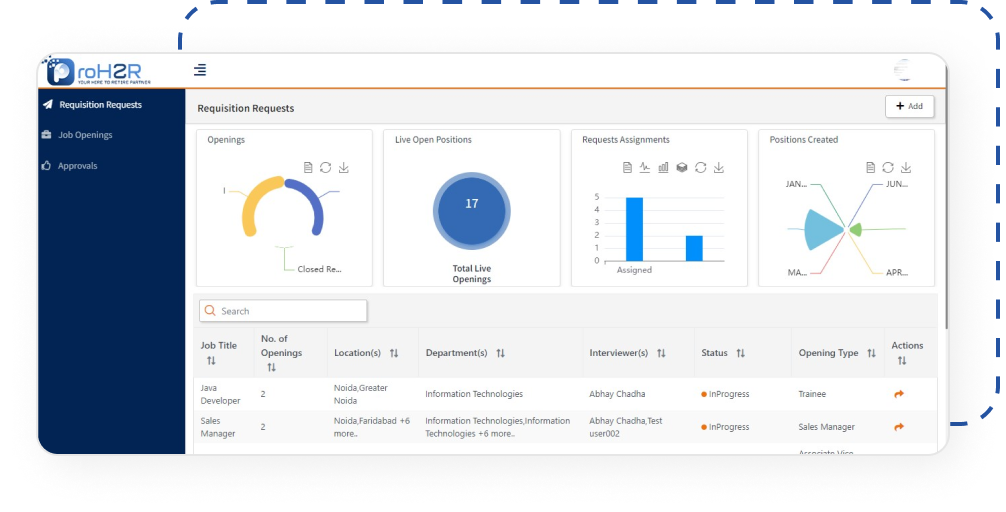 ProH2R
YOUR HIRE TO RETIRE PARTNER
Requisition Requests
Job Openings
Approvals
Requisition Requests
+ Add
Openings
I
Closed Re...
Live Open Positions
17
Total Live
Openings
Requests Assignments
5
4
3
2
1
0
Assigned
Positions Created
JAN...
JUN...
MA...
APR...
Search
Job Title
No. of
Openings
Location(s)
Department(s)
Interviewer(s)
Status
Opening Type
Actions
Java
Developer
2
Noida,Greater
Noida
Information Technologies
Abhay Chadha
InProgress
Trainee
Sales
Manager
2
Noida,Faridabad +6
more..
Information Technologies,Information
Technologies +6 more..
Abhay Chadha,Test
user002
InProgress
Sales Manager
Associate Vice